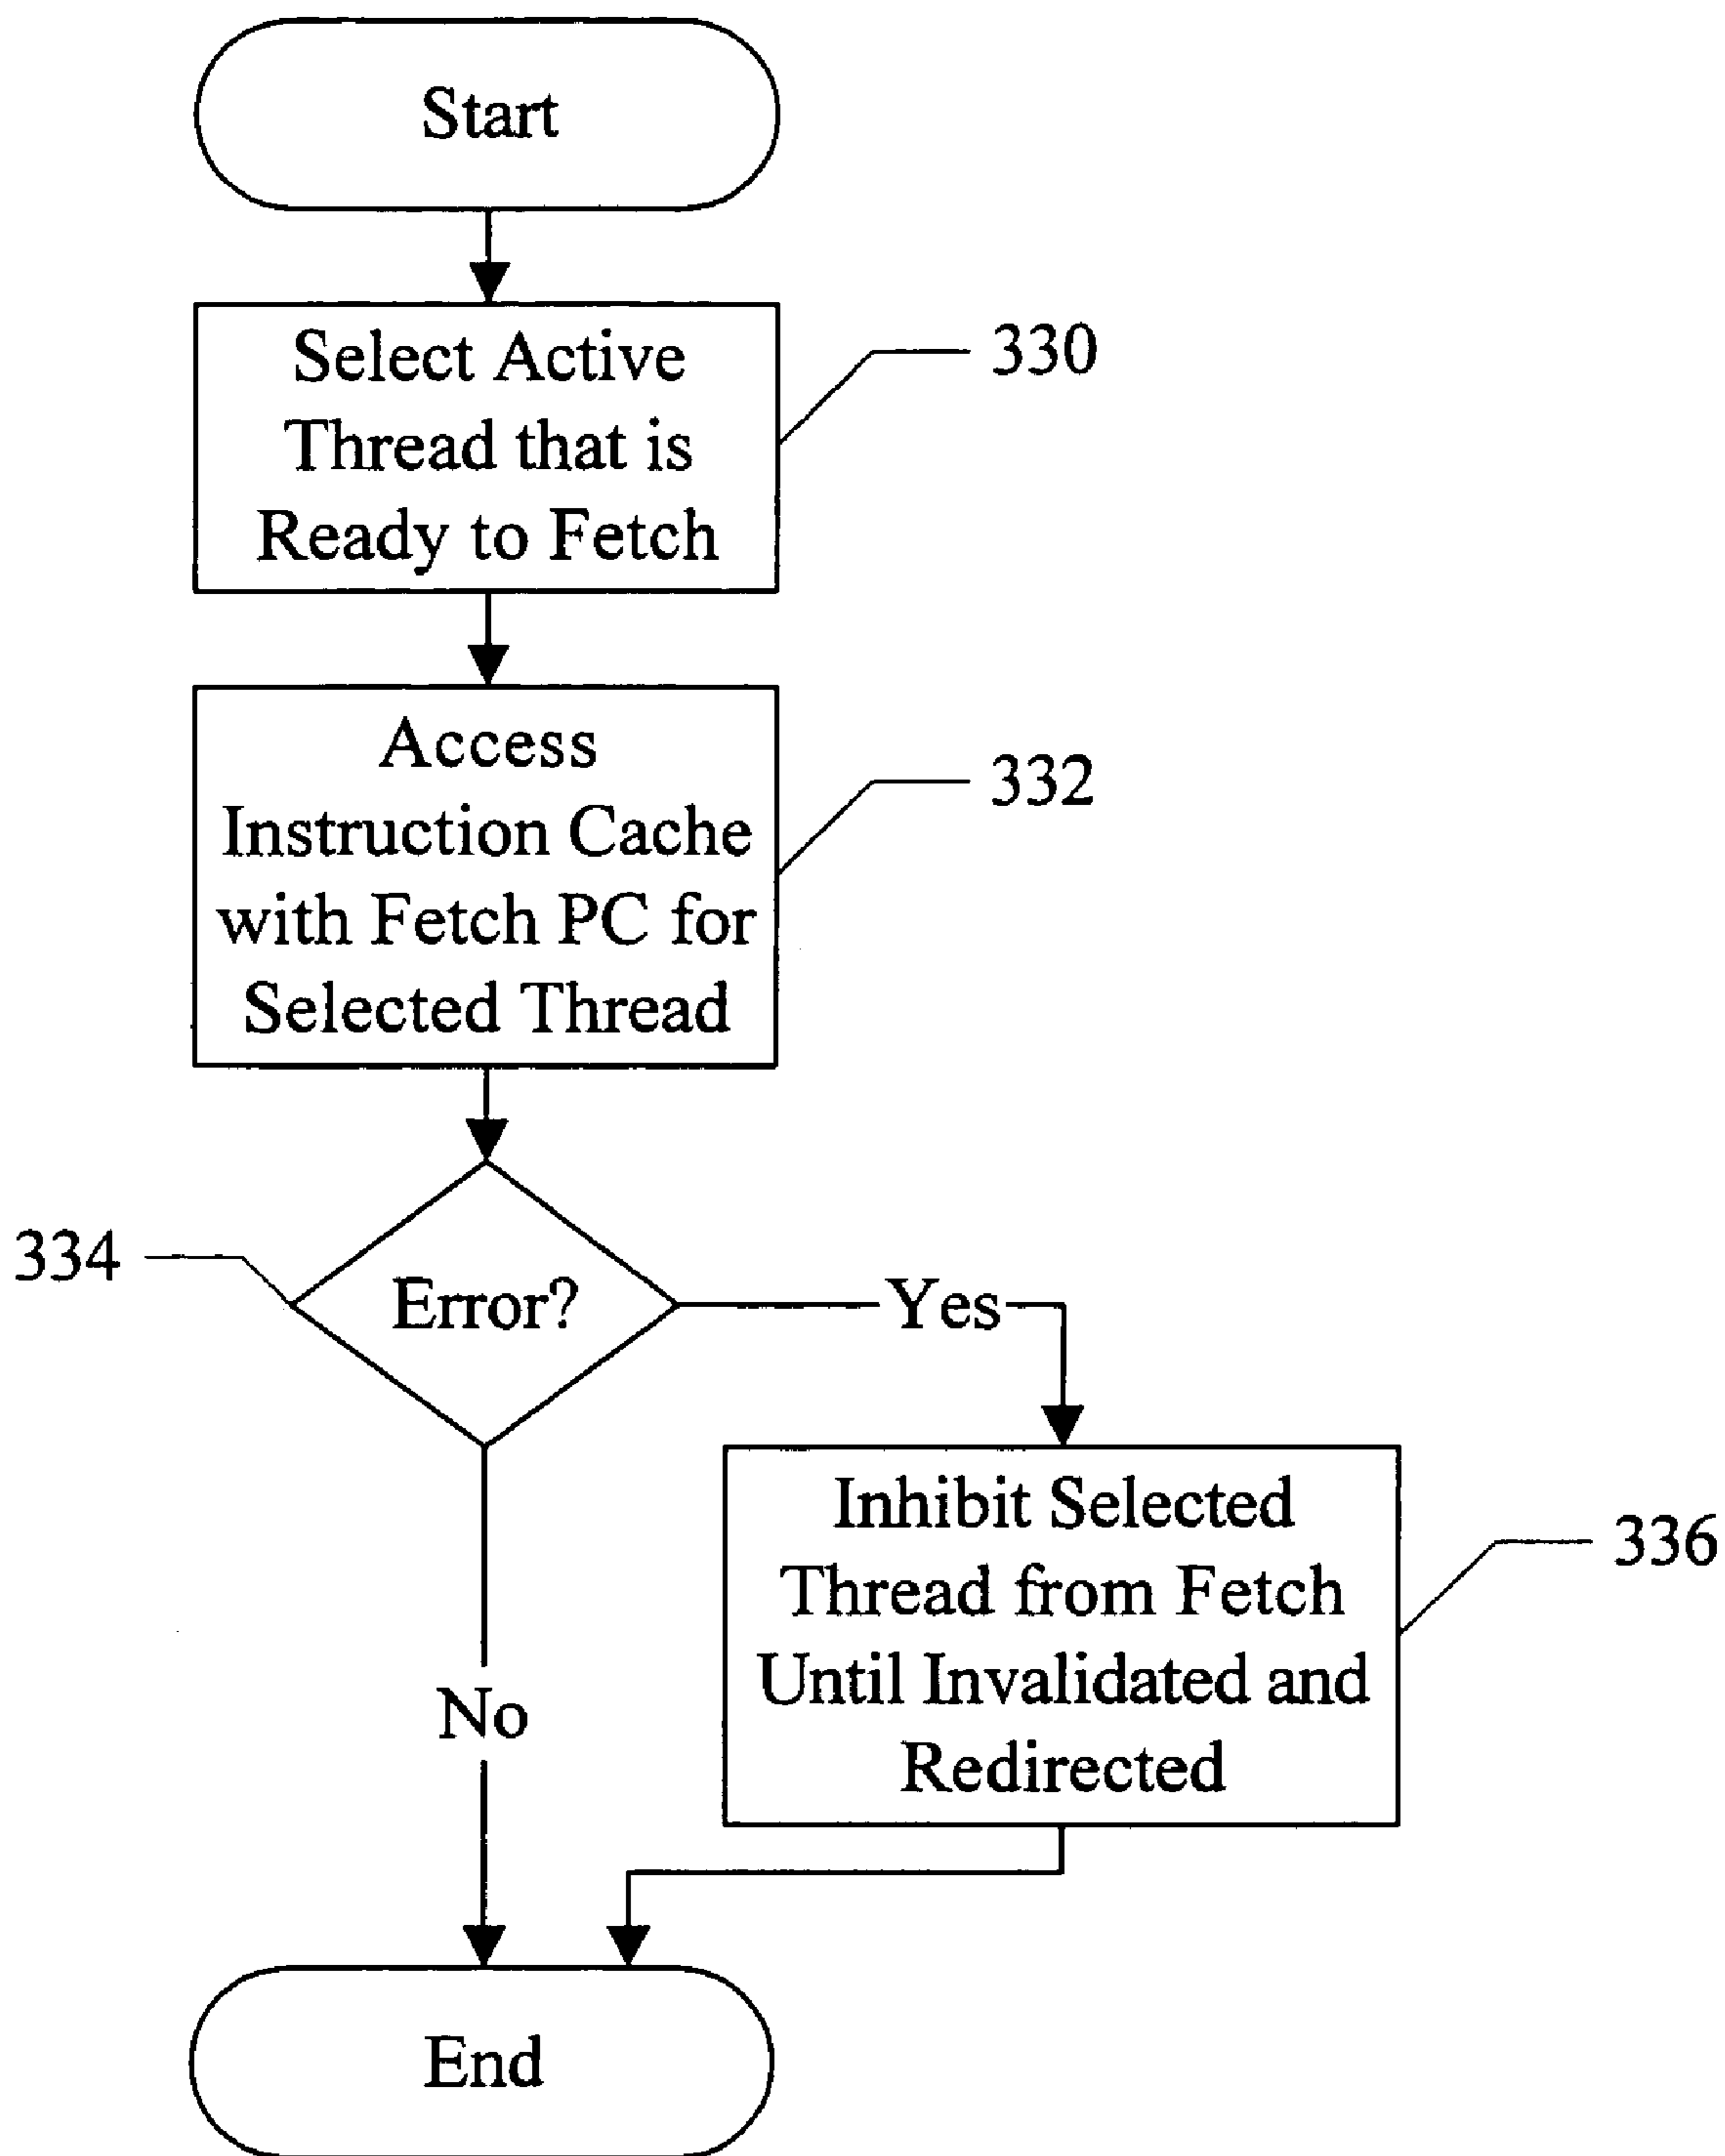 Start
Select Active
Thread that is
Ready to Fetch
330
Access
Instruction Cache
with Fetch PC for
Selected Thread
332
334
Error?
Yes
No
Inhibit Selected
Thread from Fetch
Until Invalidated and
Redirected
336
End